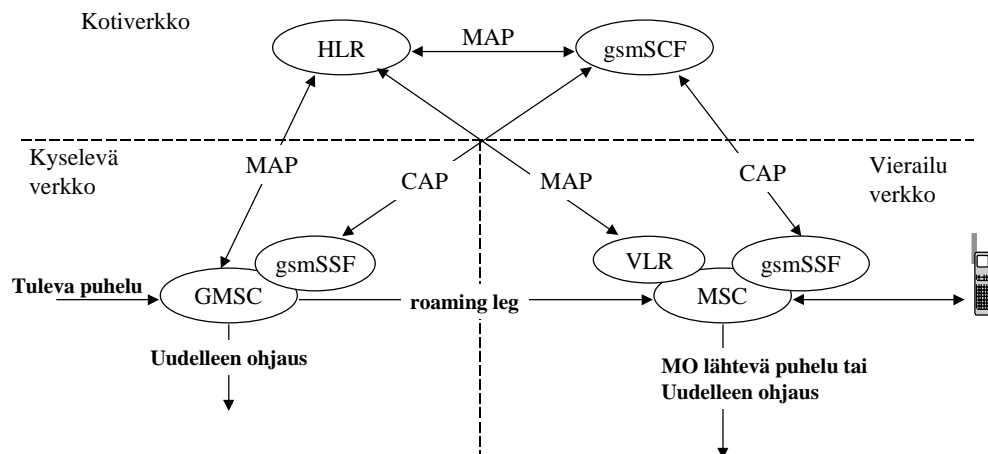 Kotiverkko
HLR
MAP
gsmSCF
Kyselevä
verkko
MAP
CAP
MAP
CAP
Vierailu
verkko
gsmSSF
VLR
gsmSSF
Tuleva puhelu
GMSC
roaming leg
MSC
Uudelleen ohjaus
MO lähtevä puhelu tai
Uudelleen ohjaus